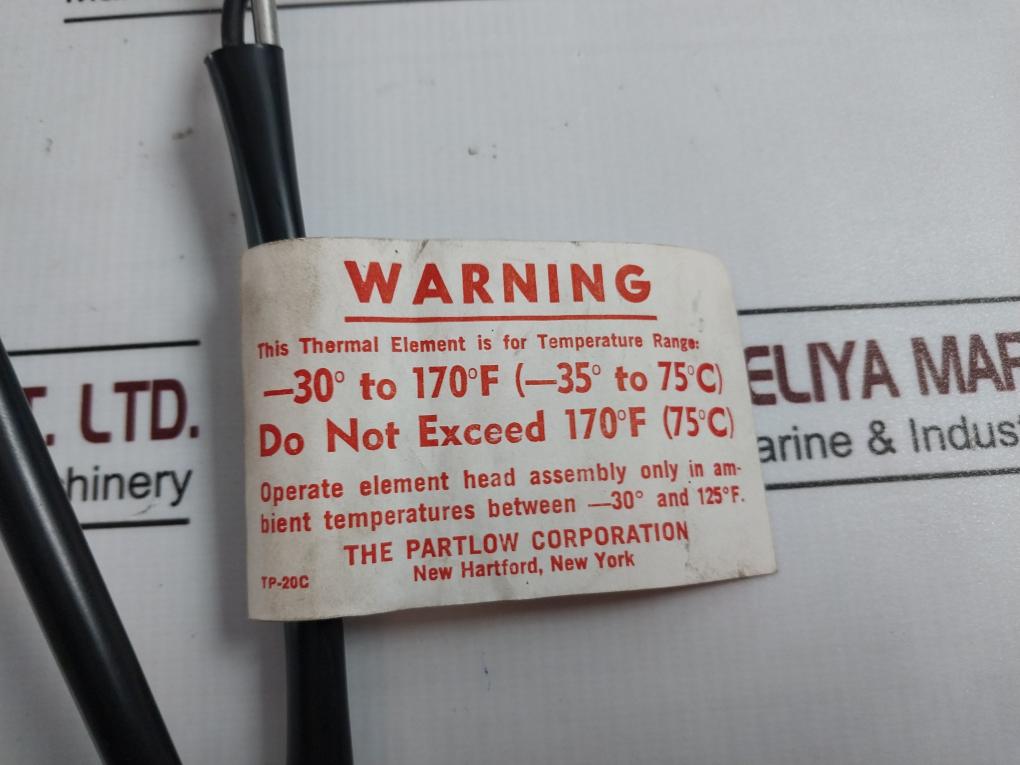 WARNING
This Thermal Element is for Temperature Range:
—30° to 170°F (—35° to 75°C)
Do Not Exceed 170°F (75°C)
Operate element head assembly only in am-
bient temperatures between —30° and 125°F.
THE PARTLOW CORPORATION
New Hartford, New York
TP-20C
LTD.
hinery
ELIYA MAR
arine & Indust